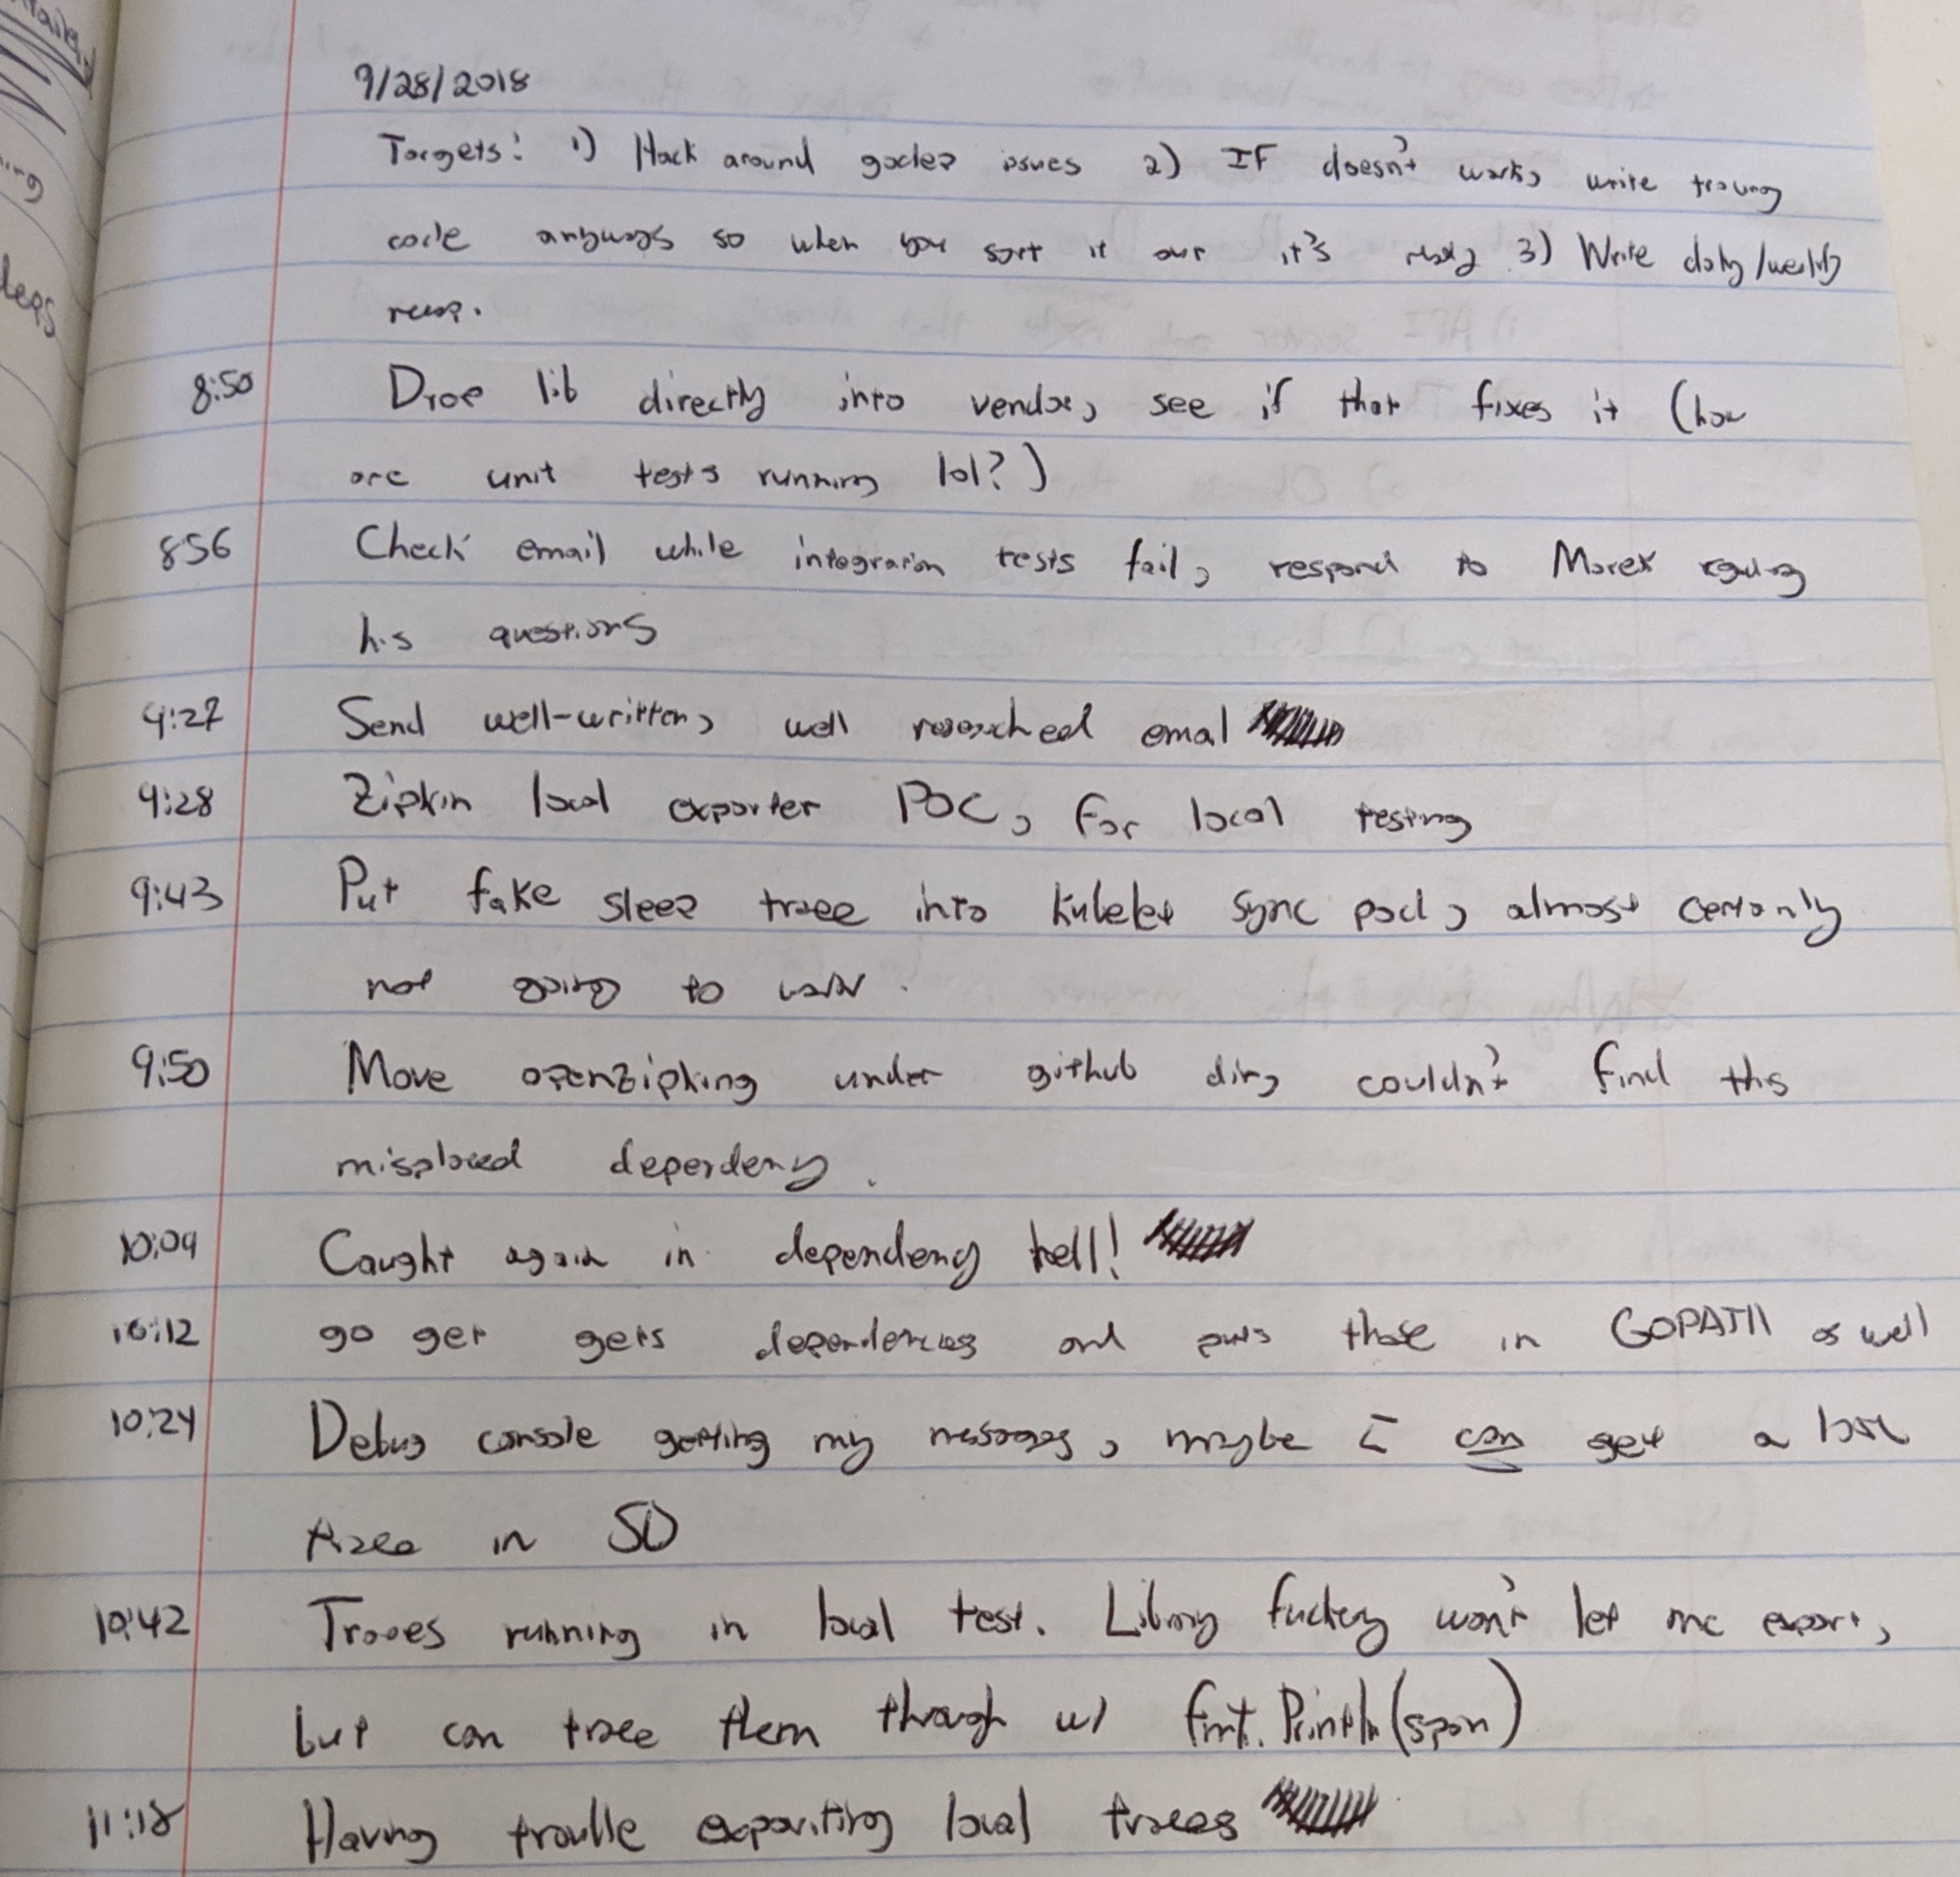 9/28/2018
Targets: 1) Hack around godep issues 2) IF doesn't work, write tracing
code anyways so when you sort it out it's ready 3) Write daily/weekly
recap.
8:50 Drop lib directly into vendor, see if that fixes it (how
are unit tests running lol?)
856 Check email while integration tests fail, respond to Marek regarding
his questions
9:27 Send well-written, well researched email
9:28 Zipkin local exporter POC, for local testing
9:43 Put fake sleep trace into kubelet sync pod, almost certainly
not going to work.
9:50 Move openzipking under github dir, couldn't find this
misplaced dependency.
10:09 Caught again in dependency hell!
10:12 go get gets dependencies and puts those in GOPATH as well
10:24 Debug console getting my messages, maybe I can get a
trace in SD
10:42 Traces running in local test. Library fuckery won't let me export,
but can trace them through w/ fmt.Println(span)
11:18 Having trouble exporiting local traces